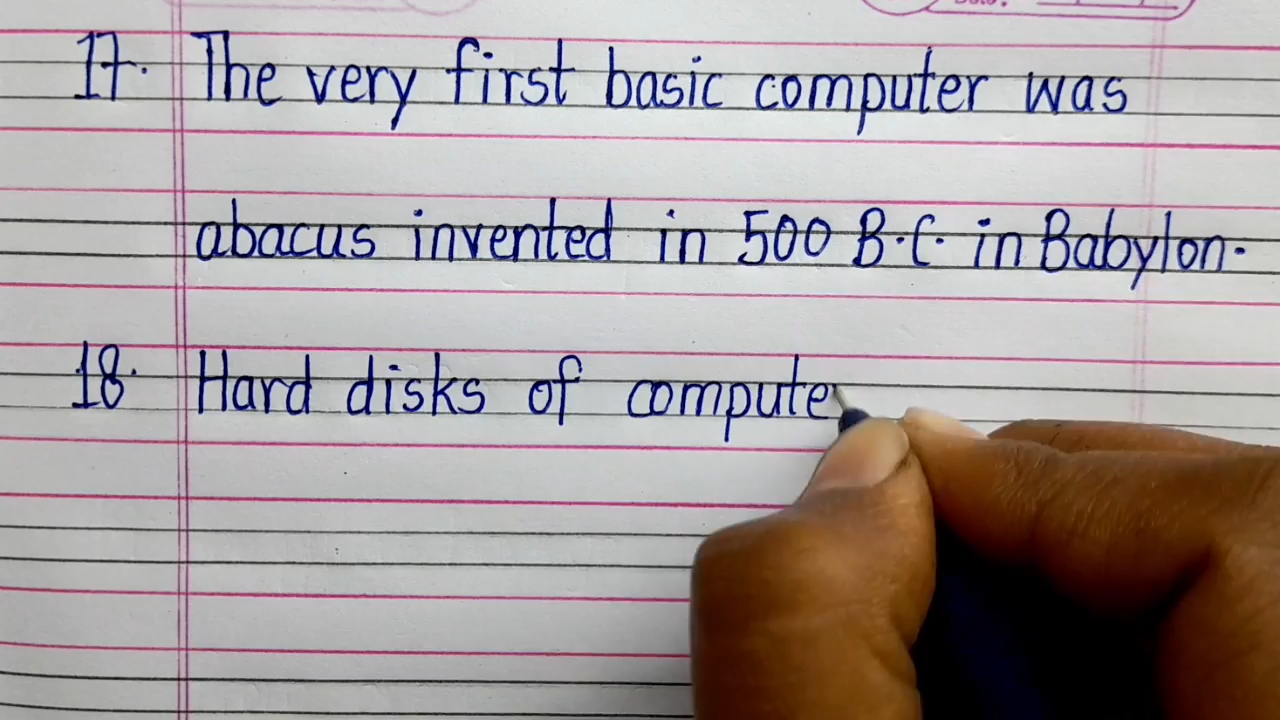 17. The very first basic computer was
abacus invented in 500 B.C. in Babylon.
18. Hard disks of compute